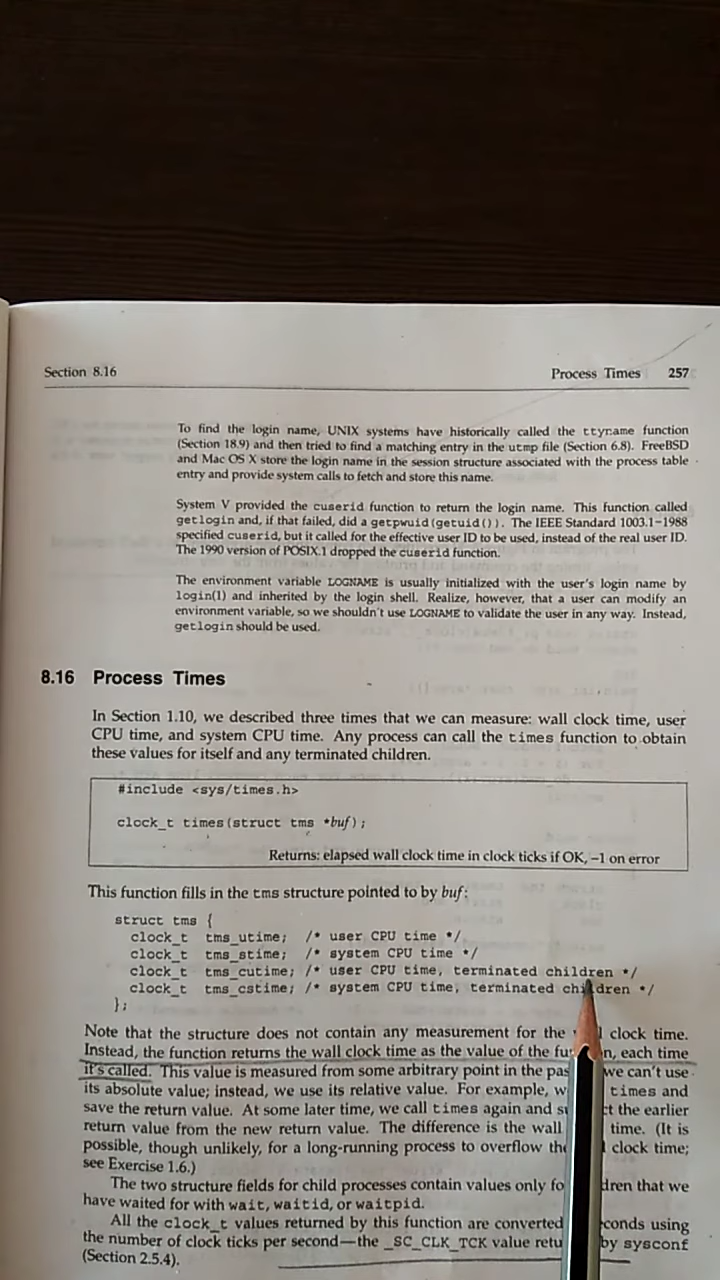 Section 8.16 Process Times 257
To find the login name, UNIX systems have historically called the ttyname function
(Section 18.9) and then tried to find a matching entry in the utmp file (Section 6.8). FreeBSD
and Mac OS X store the login name in the session structure associated with the process table
entry and provide system calls to fetch and store this name.
System V provided the cuserid function to return the login name. This function called
getlogin and, if that failed, did a getpwuid(getuid()). The IEEE Standard 1003.1-1988
specified cuserid, but it called for the effective user ID to be used, instead of the real user ID.
The 1990 version of POSIX.1 dropped the cuserid function.
The environment variable LOGNAME is usually initialized with the user's login name by
login(1) and inherited by the login shell. Realize, however, that a user can modify an
environment variable, so we shouldn't use LOGNAME to validate the user in any way. Instead,
getlogin should be used.
8.16 Process Times
In Section 1.10, we described three times that we can measure: wall clock time, user
CPU time, and system CPU time. Any process can call the times function to obtain
these values for itself and any terminated children.
#include <sys/times.h>
clock_t times(struct tms *buf);
Returns: elapsed wall clock time in clock ticks if OK, −1 on error
This function fills in the tms structure pointed to by buf:
struct tms {
clock_t tms_utime; /* user CPU time */
clock_t tms_stime; /* system CPU time */
clock_t tms_cutime; /* user CPU time, terminated children */
clock_t tms_cstime; /* system CPU time, terminated children */
};
Note that the structure does not contain any measurement for the clock time.
Instead, the function returns the wall clock time as the value of the each time
it's called. This value is measured from some arbitrary point in the we can't use
its absolute value; instead, we use its relative value. For example, times and
save the return value. At some later time, we call times again and the earlier
return value from the new return value. The difference is the wall time. (It is
possible, though unlikely, for a long-running process to overflow clock time;
see Exercise 1.6.)
The two structure fields for child processes contain values only that we
have waited for with wait, waitid, or waitpid.
All the clock_t values returned by this function are converted using
the number of clock ticks per second—the _SC_CLK_TCK value by sysconf
(Section 2.5.4).